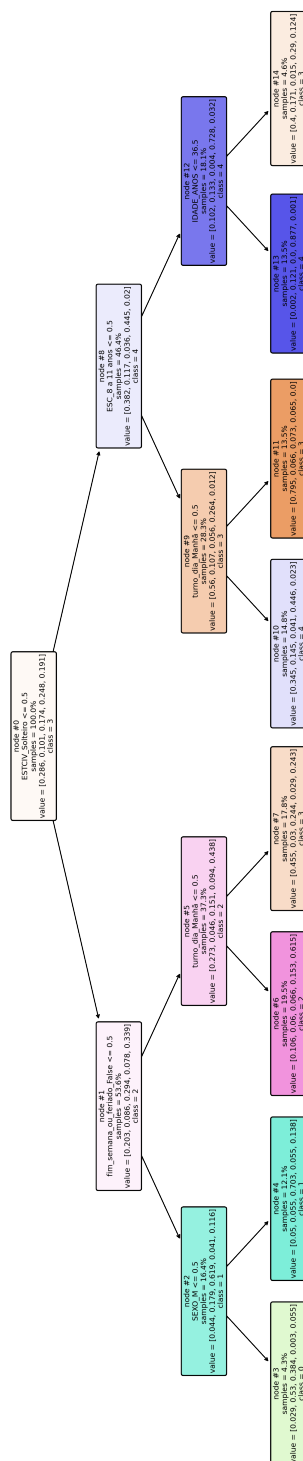 node #0
ESTCIV_Solteiro <= 0.5
samples = 100.0%
value = [0.286, 0.101, 0.174, 0.248, 0.191]
class = 3
node #1
fim_semana_ou_feriado_False <= 0.5
samples = 53.6%
value = [0.203, 0.086, 0.294, 0.078, 0.339]
class = 2
node #2
SEXO_M <= 0.5
samples = 16.4%
value = [0.044, 0.179, 0.619, 0.041, 0.116]
class = 1
node #3
samples = 4.3%
value = [0.029, 0.53, 0.384, 0.003, 0.055]
class = 0
node #4
samples = 12.1%
value = [0.05, 0.055, 0.703, 0.055, 0.138]
class = 1
node #5
turno_dia_Manhã <= 0.5
samples = 37.3%
value = [0.273, 0.046, 0.151, 0.094, 0.438]
class = 2
node #6
samples = 19.5%
value = [0.106, 0.06, 0.066, 0.153, 0.615]
class = 2
node #7
samples = 17.8%
value = [0.455, 0.03, 0.244, 0.029, 0.243]
class = 3
node #8
ESC_8 a 11 anos <= 0.5
samples = 46.4%
value = [0.382, 0.117, 0.036, 0.445, 0.02]
class = 4
node #9
turno_dia_Manhã <= 0.5
samples = 28.3%
value = [0.56, 0.107, 0.056, 0.264, 0.012]
class = 3
node #10
samples = 14.8%
value = [0.345, 0.145, 0.041, 0.446, 0.023]
class = 4
node #11
samples = 13.5%
value = [0.795, 0.066, 0.073, 0.065, 0.0]
class = 3
node #12
IDADE_ANOS <= 36.5
samples = 18.1%
value = [0.102, 0.133, 0.004, 0.728, 0.032]
class = 4
node #13
samples = 13.5%
value = [0.002, 0.121, 0.0, 0.877, 0.001]
class = 4
node #14
samples = 4.6%
value = [0.4, 0.171, 0.015, 0.29, 0.124]
class = 3